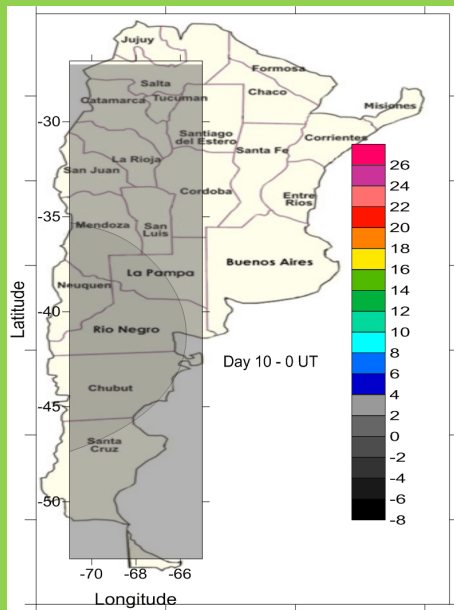 Jujuy
Salta
Formosa
Catamarca
Tucuman
Chaco
Misiones
-30
Santiago
del Estero
Corrientes
Santa Fe
La Rioja
San Juan
Cordoba
Entre
Rios
-35
Mendoza
San
Luis
Buenos Aires
La Pampa
Neuquen
-40
Rio Negro
Day 10 - 0 UT
Chubut
-45
Santa
Cruz
-50
-70
-68
-66
Latitude
Longitude
26
24
22
20
18
16
14
12
10
8
6
4
2
0
-2
-4
-6
-8